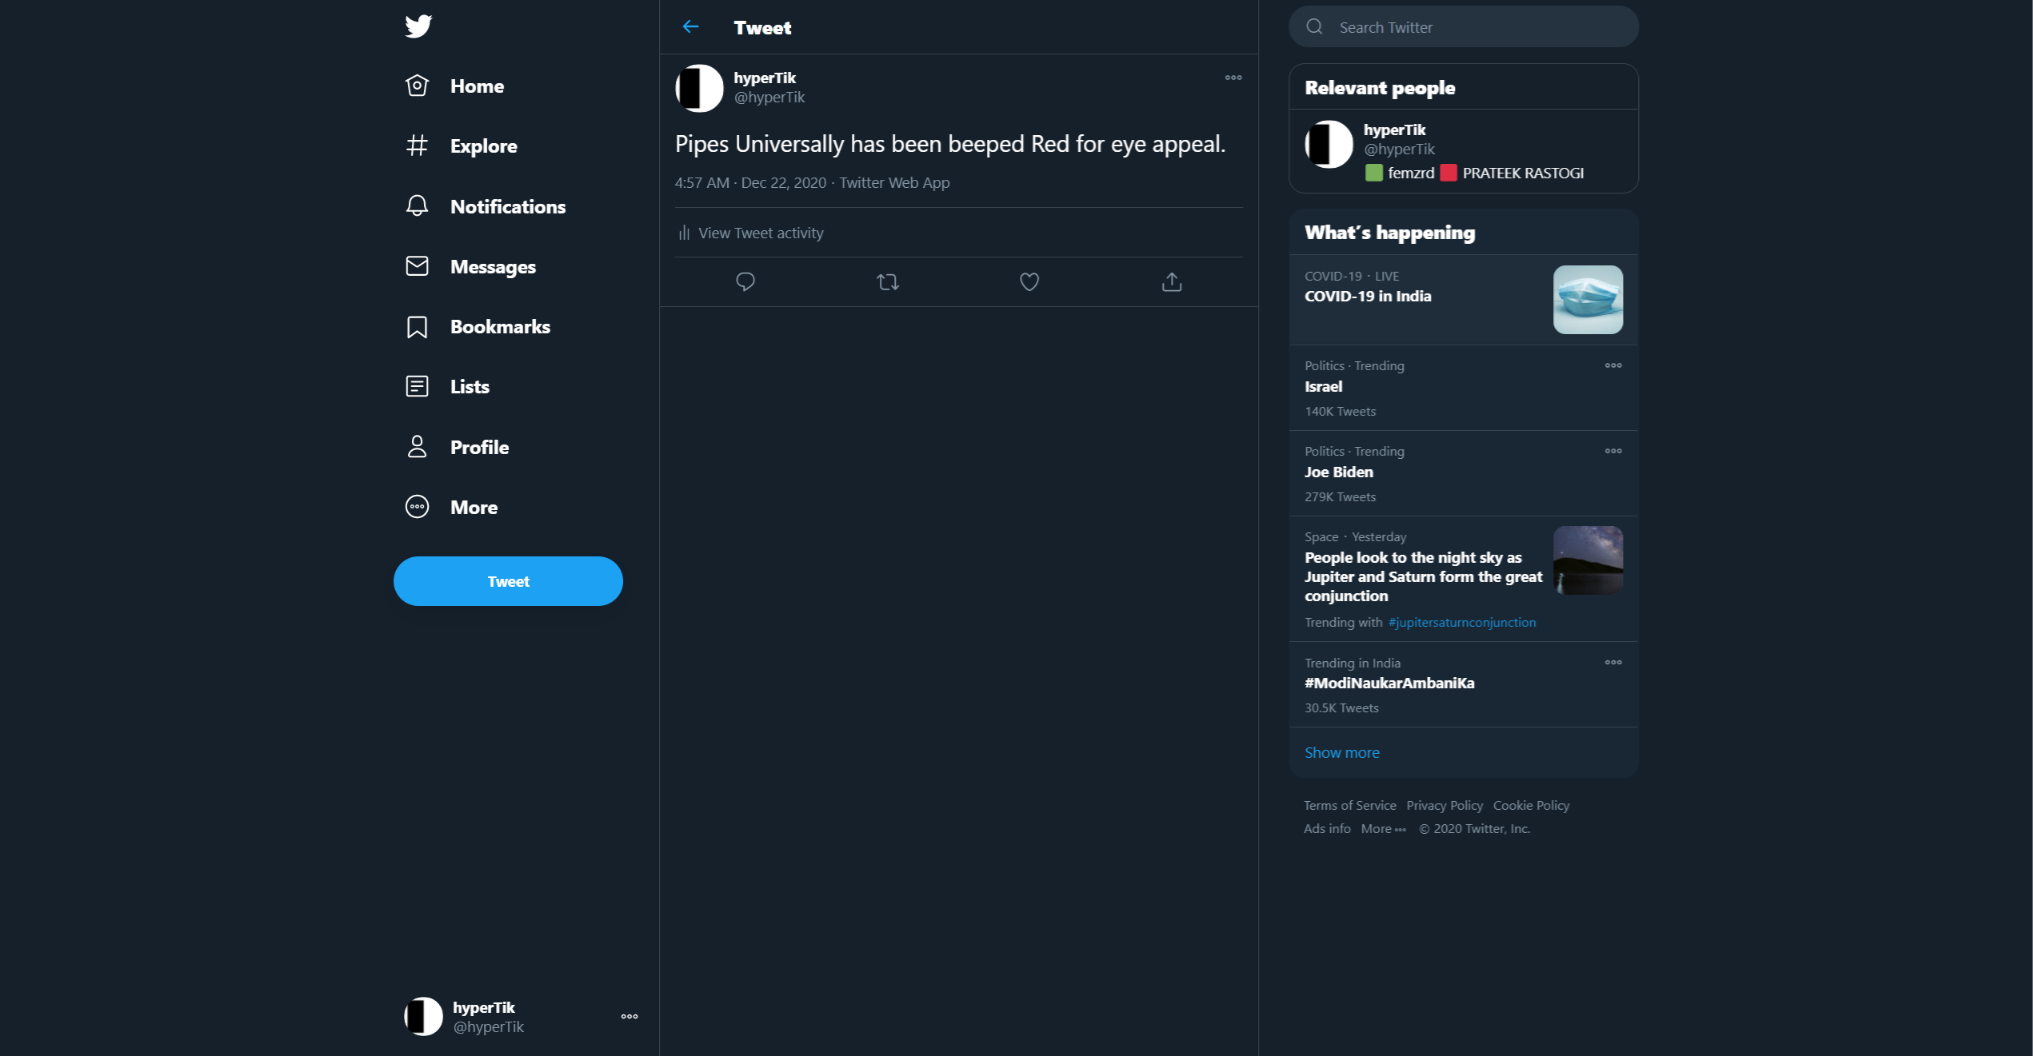 Home
Explore
Notifications
Messages
Bookmarks
Lists
Profile
More
Tweet
hyperTik
@hyperTik
Tweet
hyperTik
@hyperTik
Pipes Universally has been beeped Red for eye appeal.
4:57 AM · Dec 22, 2020 · Twitter Web App
View Tweet activity
Search Twitter
Relevant people
hyperTik
@hyperTik
🟩 femzrd 🟥 PRATEEK RASTOGI
What's happening
COVID-19 · LIVE
COVID-19 in India
Politics · Trending
Israel
140K Tweets
Politics · Trending
Joe Biden
279K Tweets
Space · Yesterday
People look to the night sky as
Jupiter and Saturn form the great
conjunction
Trending with #jupitersaturnconjunction
Trending in India
#ModiNaukarAmbaniKa
30.5K Tweets
Show more
Terms of Service Privacy Policy Cookie Policy
Ads info More ••• © 2020 Twitter, Inc.